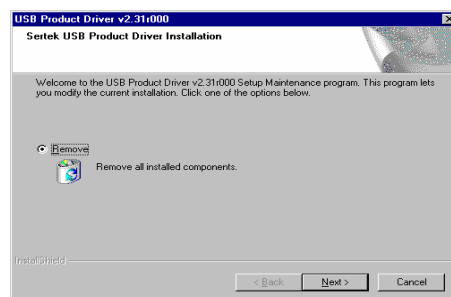 USB Product Driver v2.31r000
Sertek USB Product Driver Installation
Welcome to the USB Product Driver v2.31r000 Setup Maintenance program. This program lets
you modify the current installation. Click one of the options below.
Remove
Remove all installed components.
InstallShield
< Back Next > Cancel